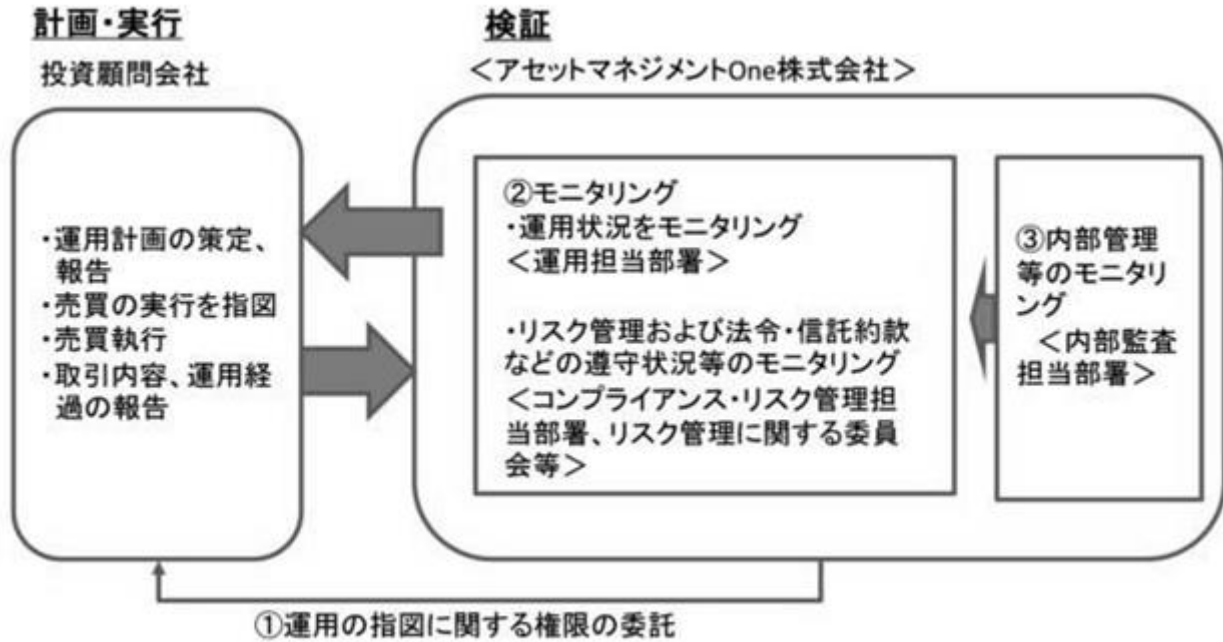 計画・実行
投資顧問会社
・運用計画の策定、
報告
・売買の実行を指図
・売買執行
・取引内容、運用経
過の報告
検証
＜アセットマネジメントOne株式会社＞
②モニタリング
・運用状況をモニタリング
＜運用担当部署＞
・リスク管理および法令・信託約款
などの遵守状況等のモニタリング
＜コンプライアンス・リスク管理担
当部署、リスク管理に関する委員
会等＞
③内部管理
等のモニタリ
ング
＜内部監査
担当部署＞
①運用の指図に関する権限の委託